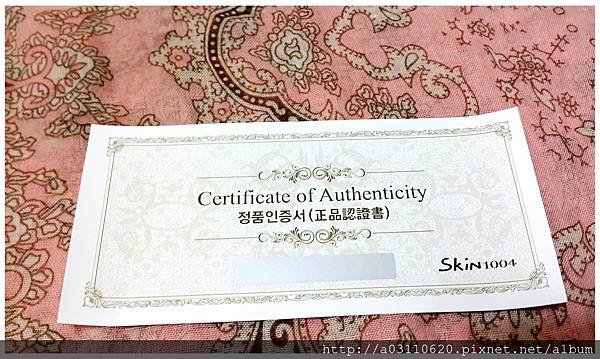 Certificate of Authenticity
정품인증서(正品認證書)
SkiN1004
http://a03110620.pixnet.net/album